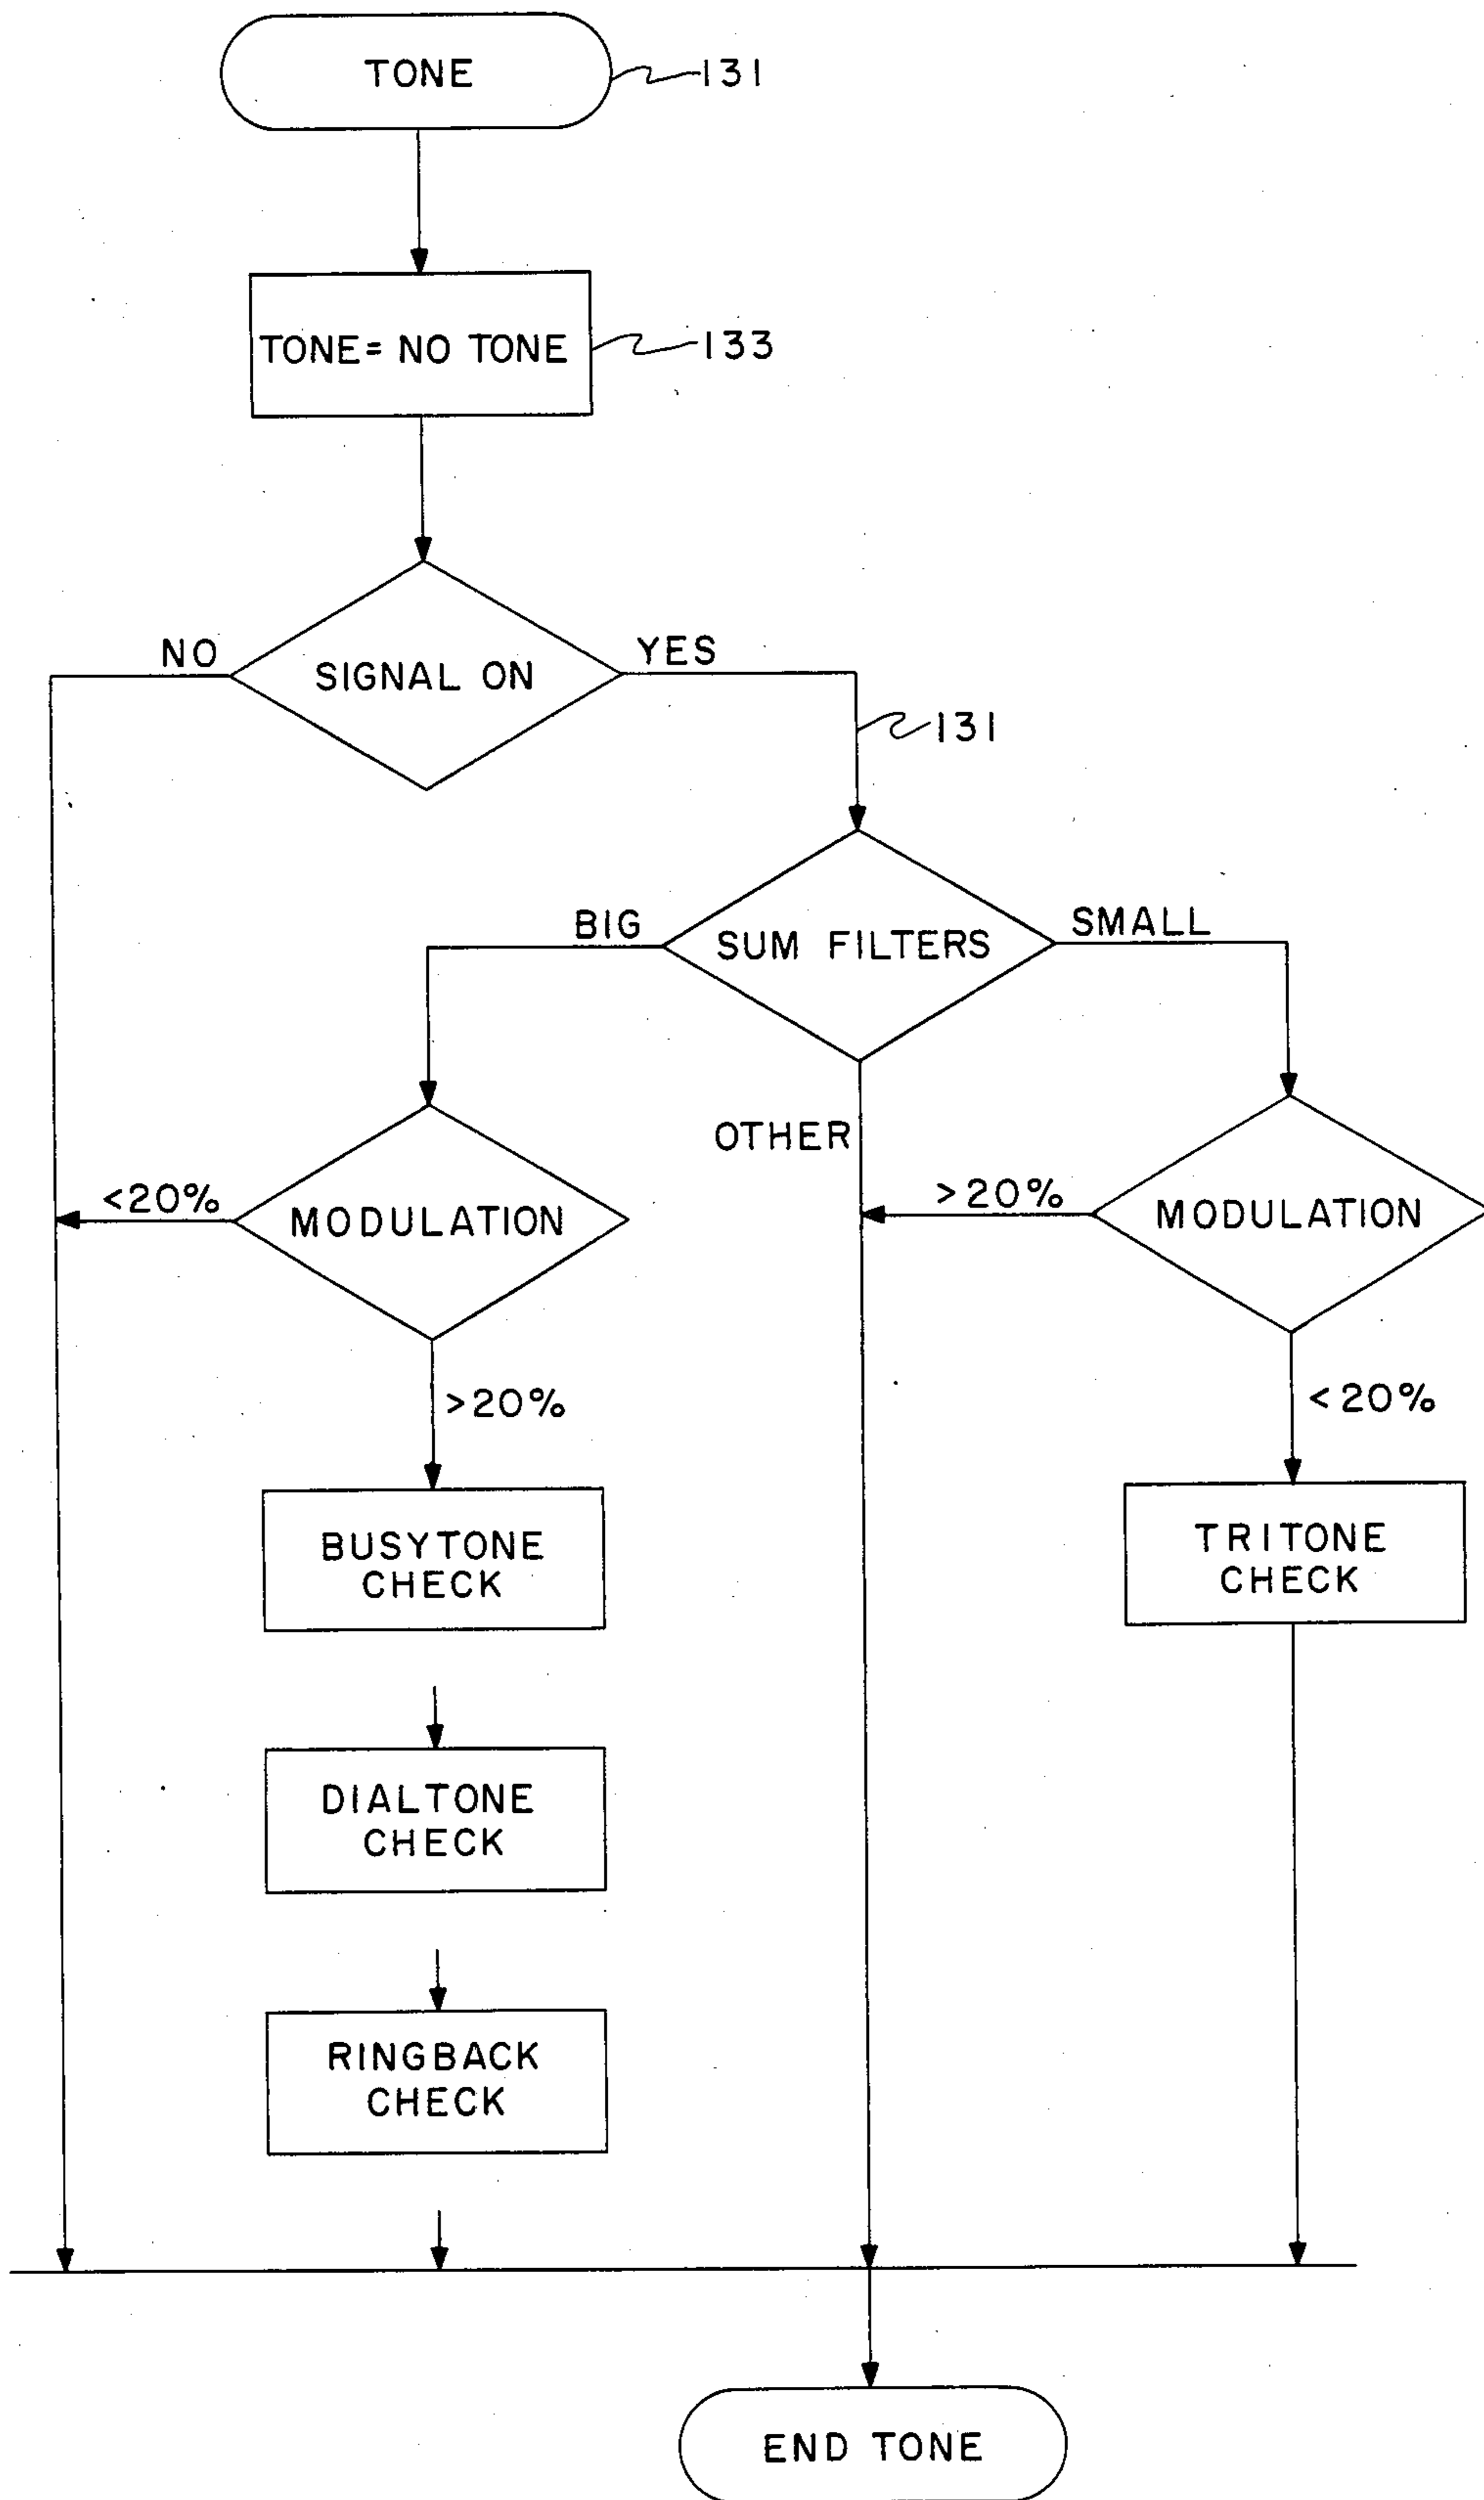 TONE
131
TONE= NO TONE
133
NO
YES
SIGNAL ON
131
BIG
SMALL
SUM FILTERS
OTHER
<20%
>20%
MODULATION
MODULATION
>20%
<20%
BUSYTONE
CHECK
TRITONE
CHECK
DIALTONE
CHECK
RINGBACK
CHECK
END TONE